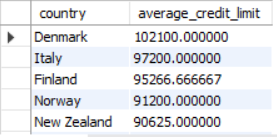 country average_credit_limit
Denmark 102100.000000
Italy 97200.000000
Finland 95266.666667
Norway 91200.000000
New Zealand 90625.000000